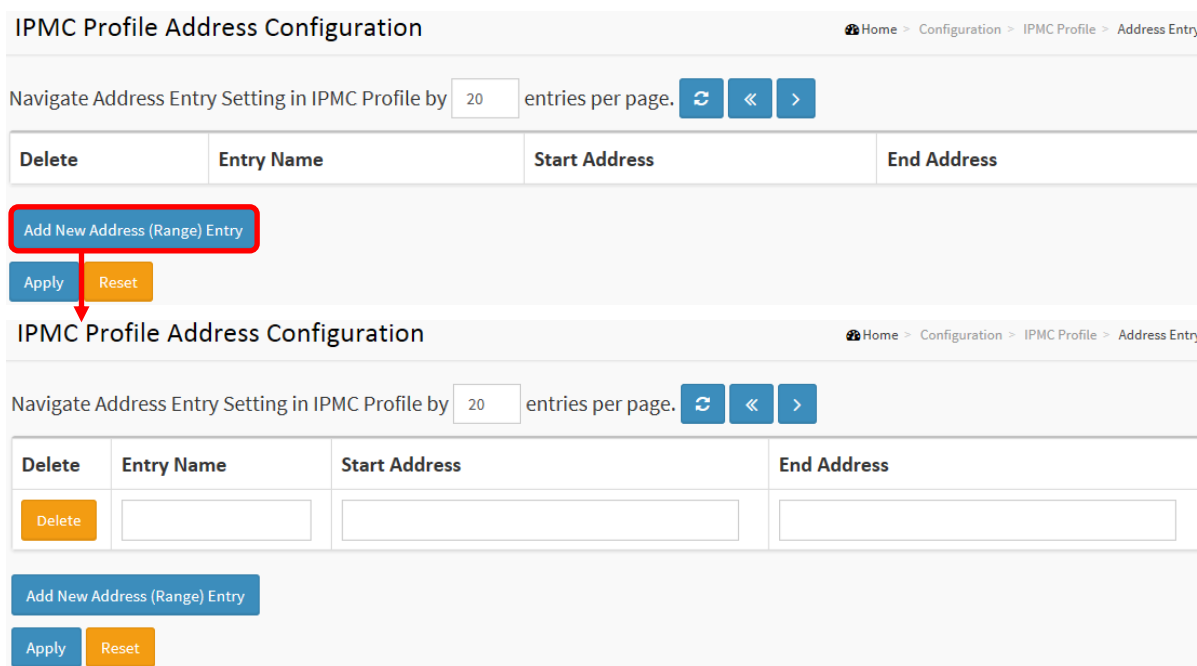 IPMC Profile Address Configuration
Home > Configuration > IPMC Profile > Address Entry
Navigate Address Entry Setting in IPMC Profile by 20 entries per page.
Delete Entry Name Start Address End Address
Add New Address (Range) Entry
Apply Reset
IPMC Profile Address Configuration
Home > Configuration > IPMC Profile > Address Entry
Navigate Address Entry Setting in IPMC Profile by 20 entries per page.
Delete Entry Name Start Address End Address
Delete
Add New Address (Range) Entry
Apply Reset